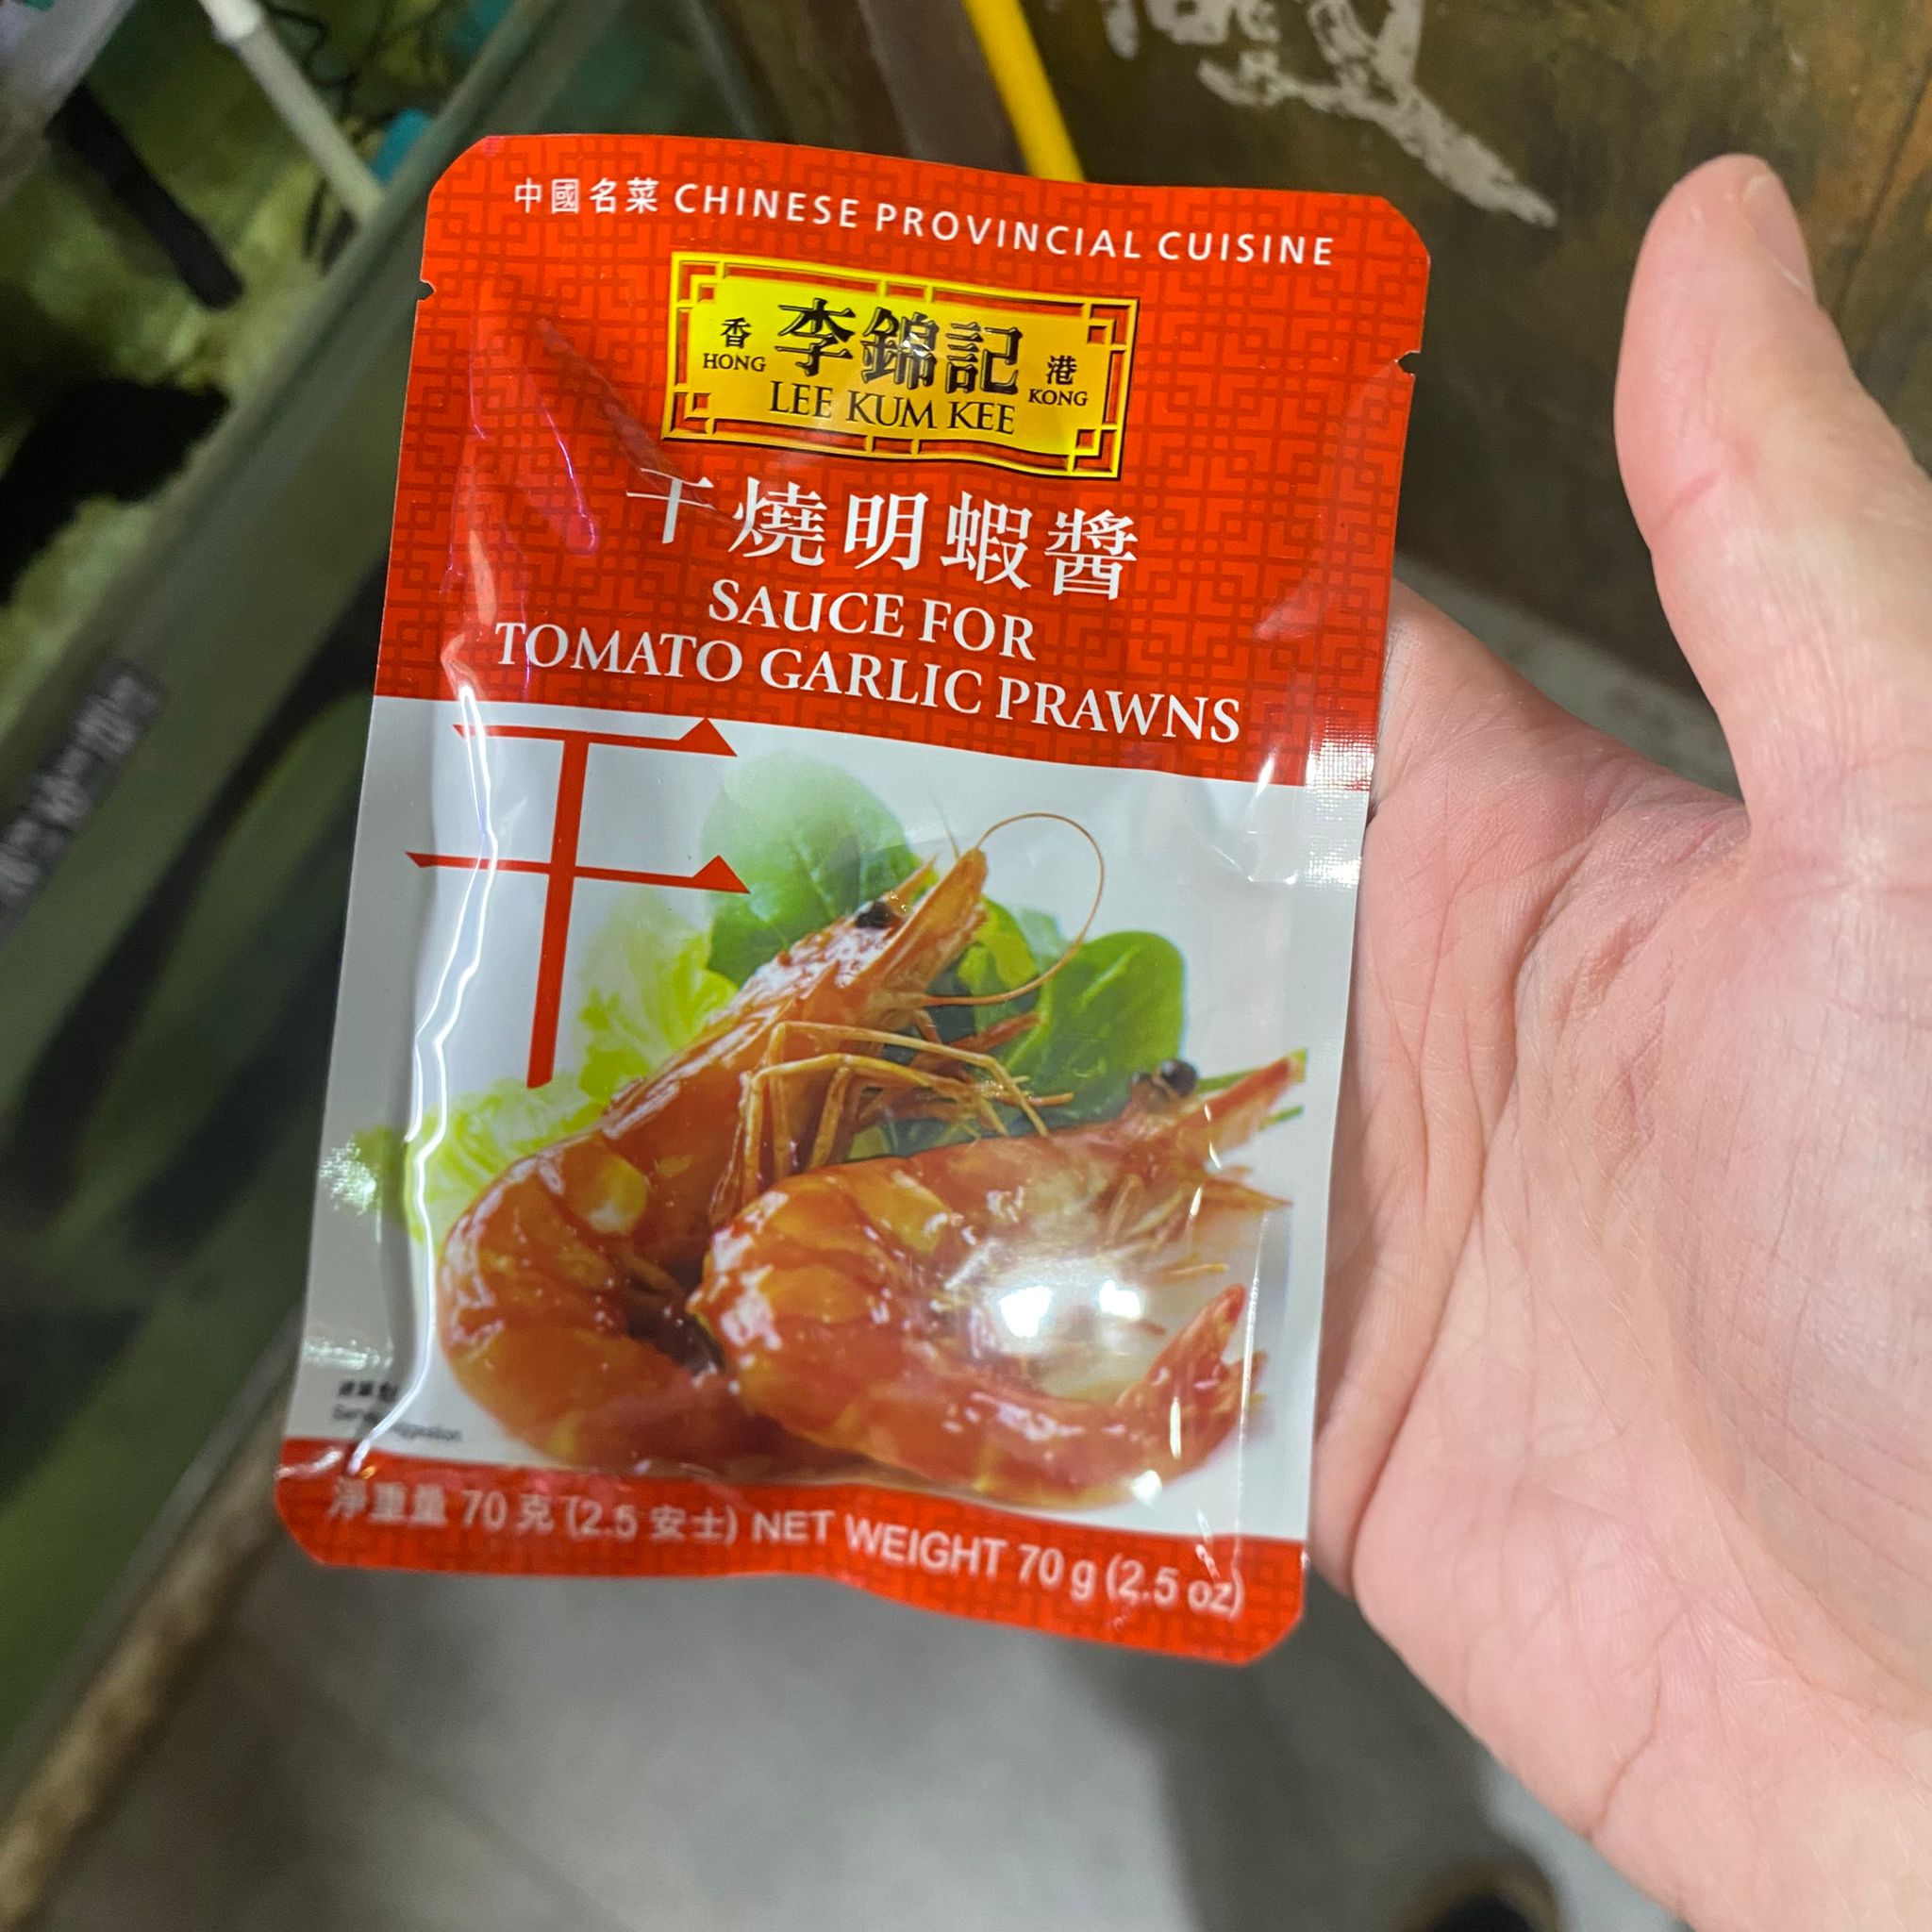 中國名菜 CHINESE PROVINCIAL CUISINE
香 李錦記 港
HONG LEE KUM KEE KONG
干燒明蝦醬
SAUCE FOR
TOMATO GARLIC PRAWNS
干
淨重量 70 克 (2.5 安士) NET WEIGHT 70 g (2.5 oz)